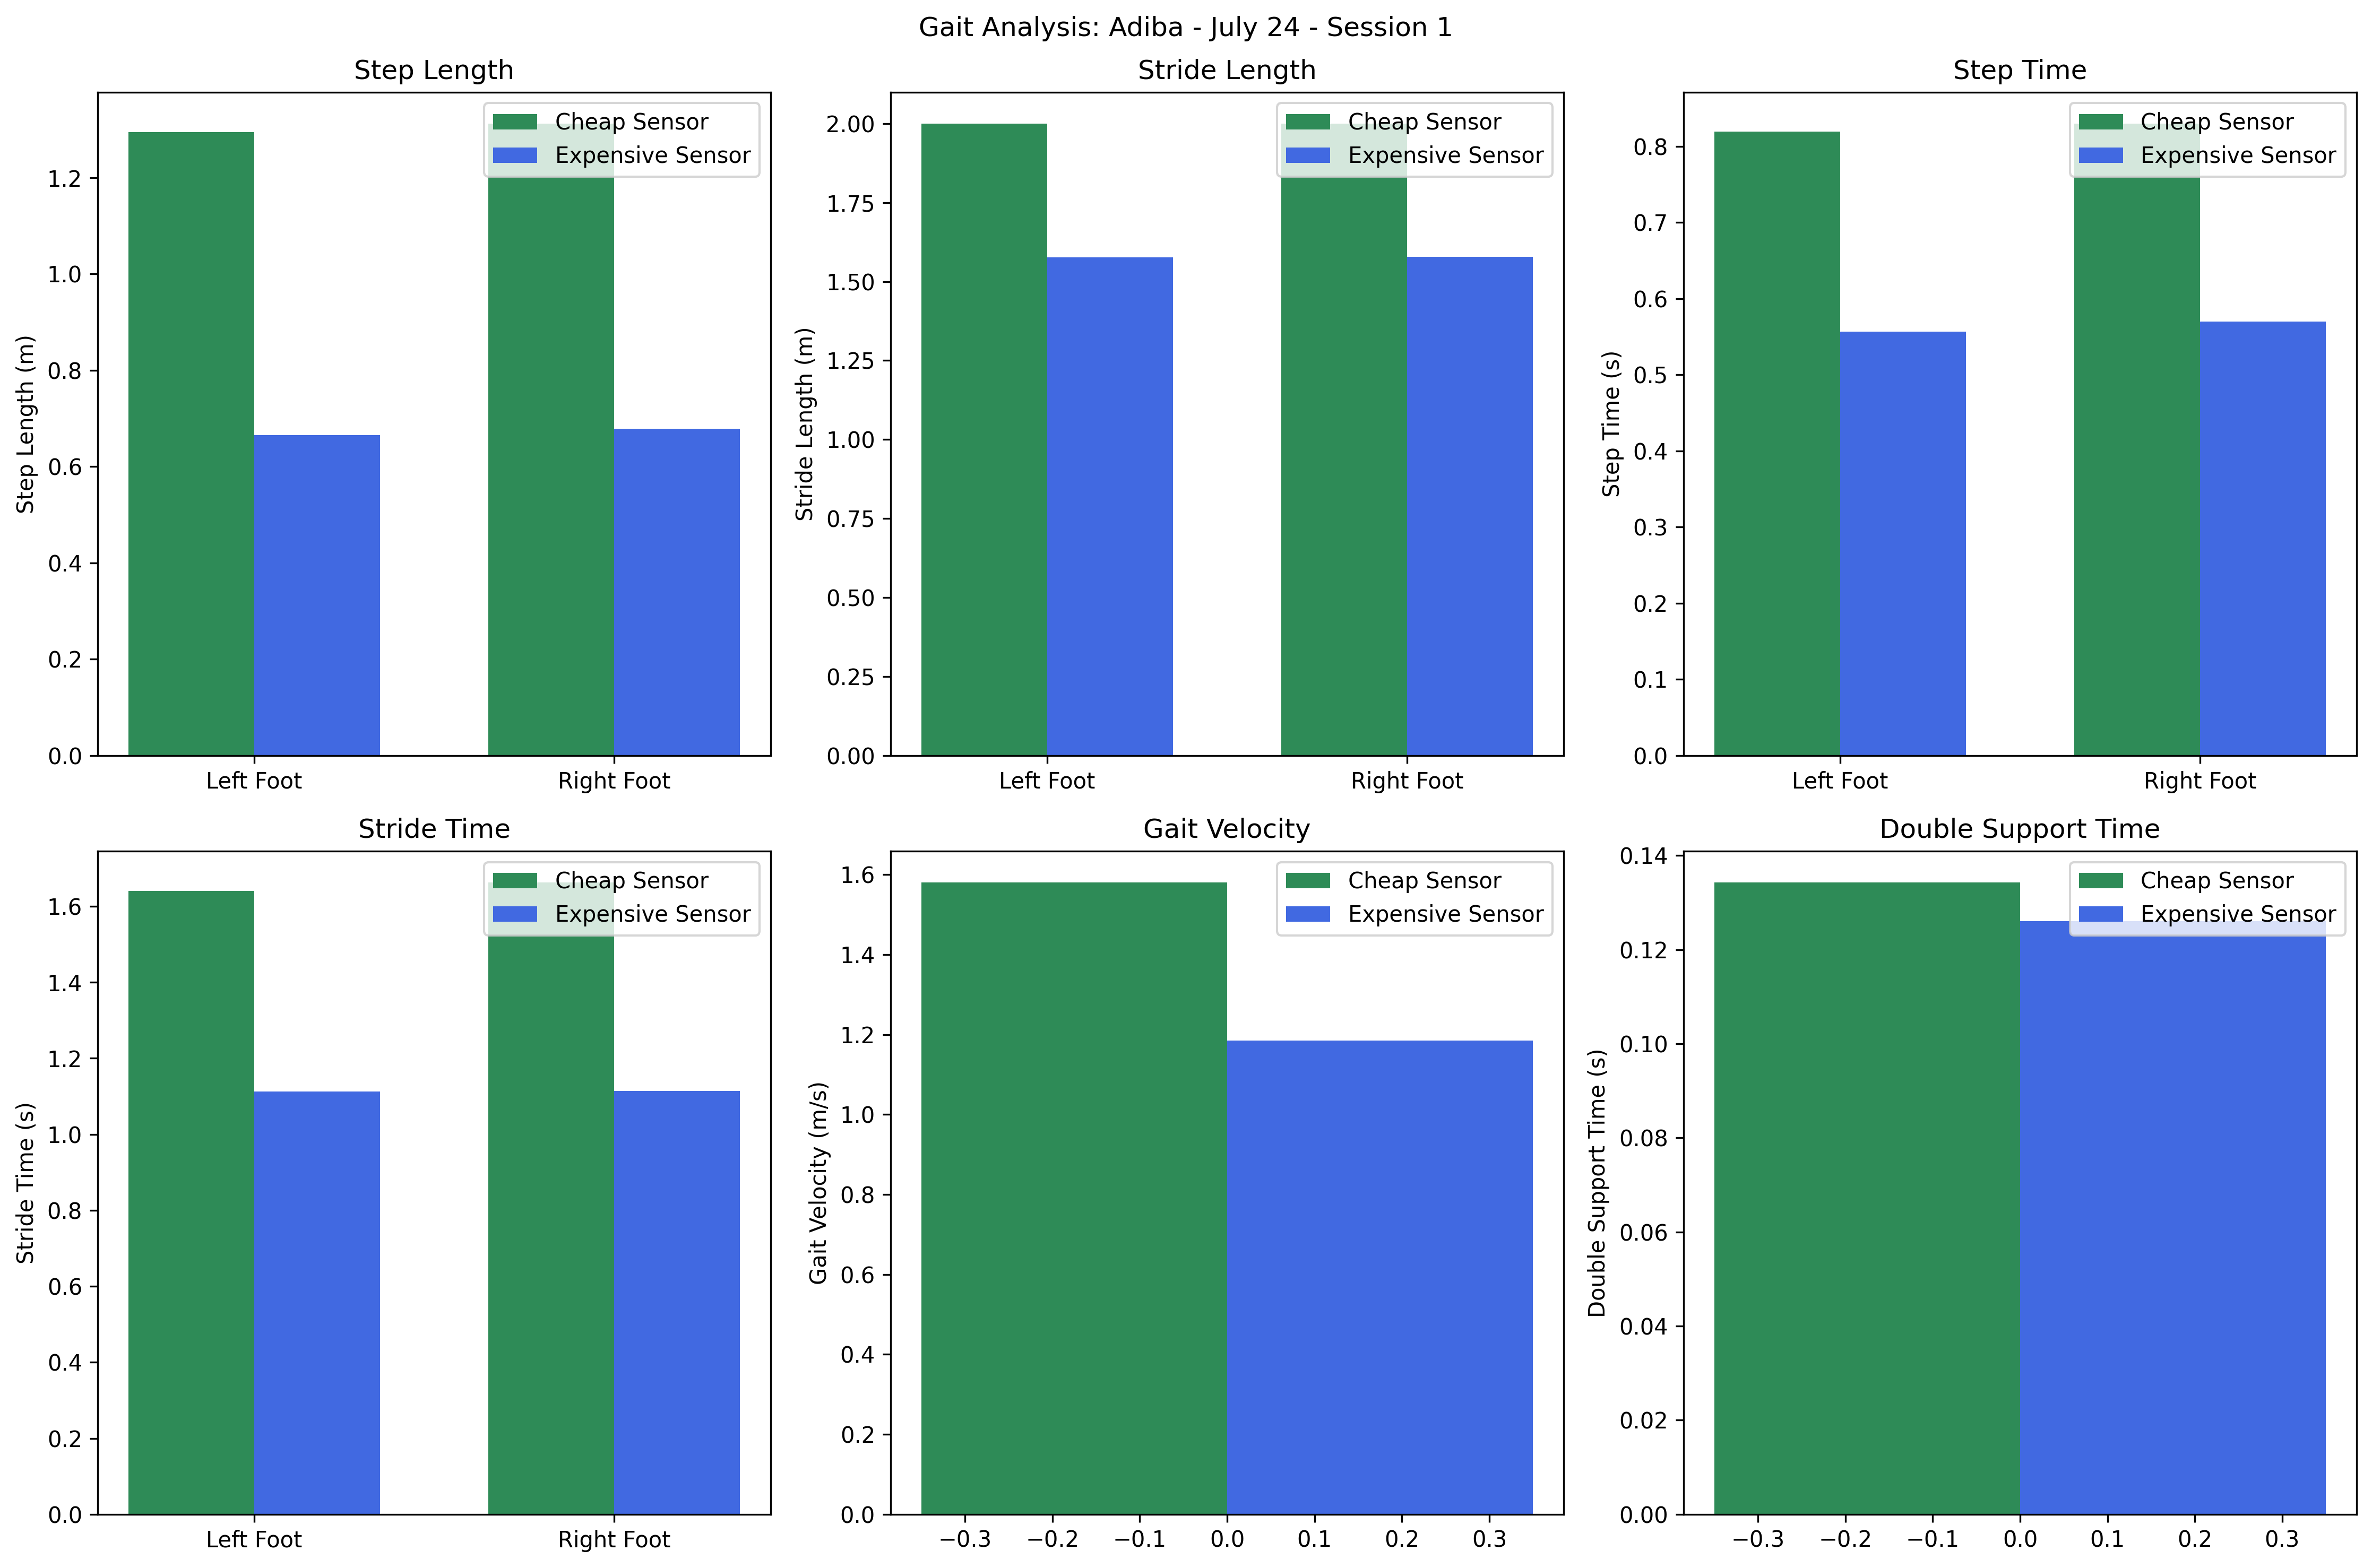 Gait Analysis: Adiba - July 24 - Session 1
Step Length
Step Length (m)
1.2
1.0
0.8
0.6
0.4
0.2
0.0
Left Foot
Right Foot
Cheap Sensor
Expensive Sensor
Stride Length
Stride Length (m)
2.00
1.75
1.50
1.25
1.00
0.75
0.50
0.25
0.00
Left Foot
Right Foot
Cheap Sensor
Expensive Sensor
Step Time
Step Time (s)
0.8
0.7
0.6
0.5
0.4
0.3
0.2
0.1
0.0
Left Foot
Right Foot
Cheap Sensor
Expensive Sensor
Stride Time
Stride Time (s)
1.6
1.4
1.2
1.0
0.8
0.6
0.4
0.2
0.0
Left Foot
Right Foot
Cheap Sensor
Expensive Sensor
Gait Velocity
Gait Velocity (m/s)
1.6
1.4
1.2
1.0
0.8
0.6
0.4
0.2
0.0
−0.3 −0.2 −0.1 0.0 0.1 0.2 0.3
Cheap Sensor
Expensive Sensor
Double Support Time
Double Support Time (s)
0.14
0.12
0.10
0.08
0.06
0.04
0.02
0.00
−0.3 −0.2 −0.1 0.0 0.1 0.2 0.3
Cheap Sensor
Expensive Sensor